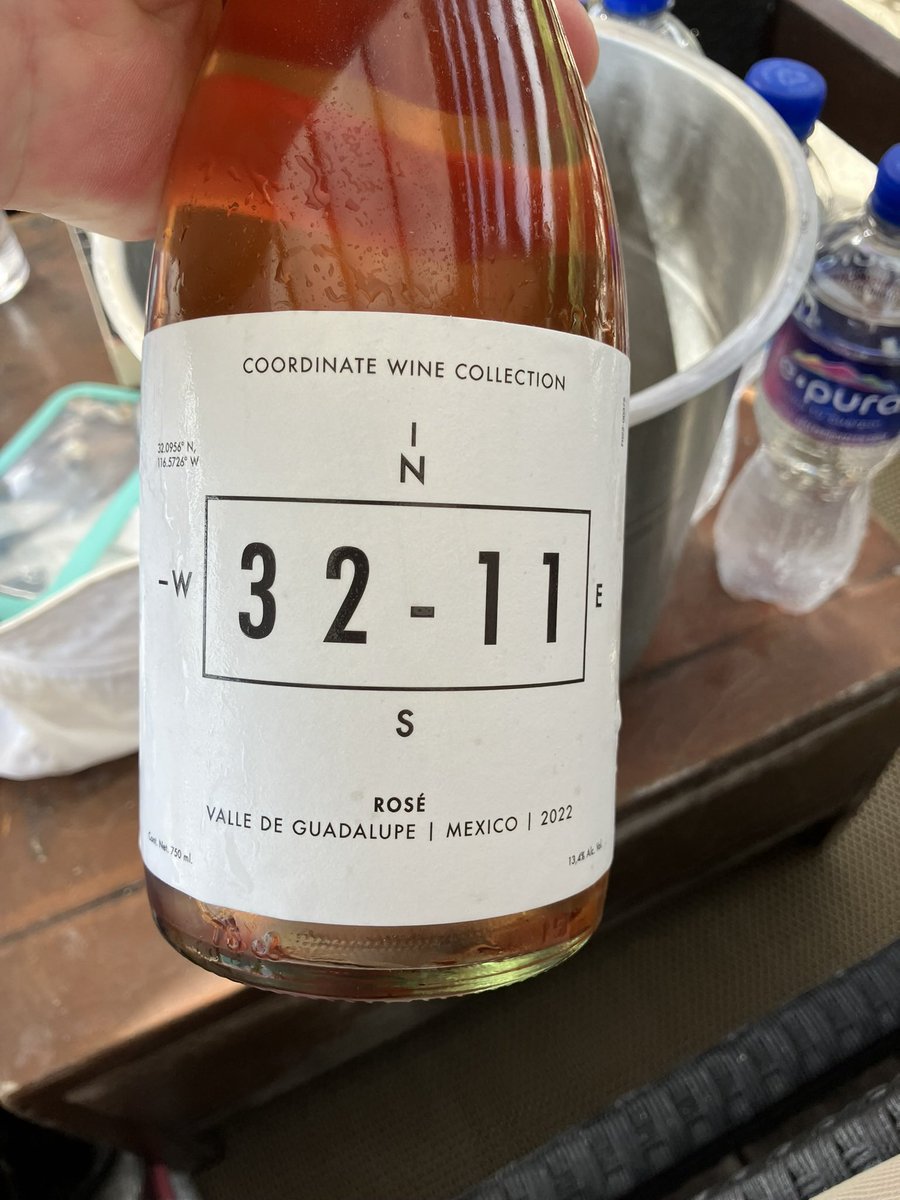 COORDINATE WINE COLLECTION
I
N
32.0956° N,
116.5726° W
–W
32-11
E
S
ROSÉ
VALLE DE GUADALUPE | MEXICO | 2022
Cont. Net. 750 ml.
13,4% Alc. Vol.
e·pura